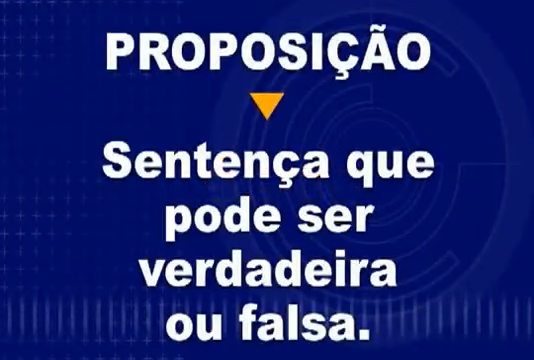 PROPOSIÇÃO
Sentença que
pode ser
verdadeira
ou falsa.